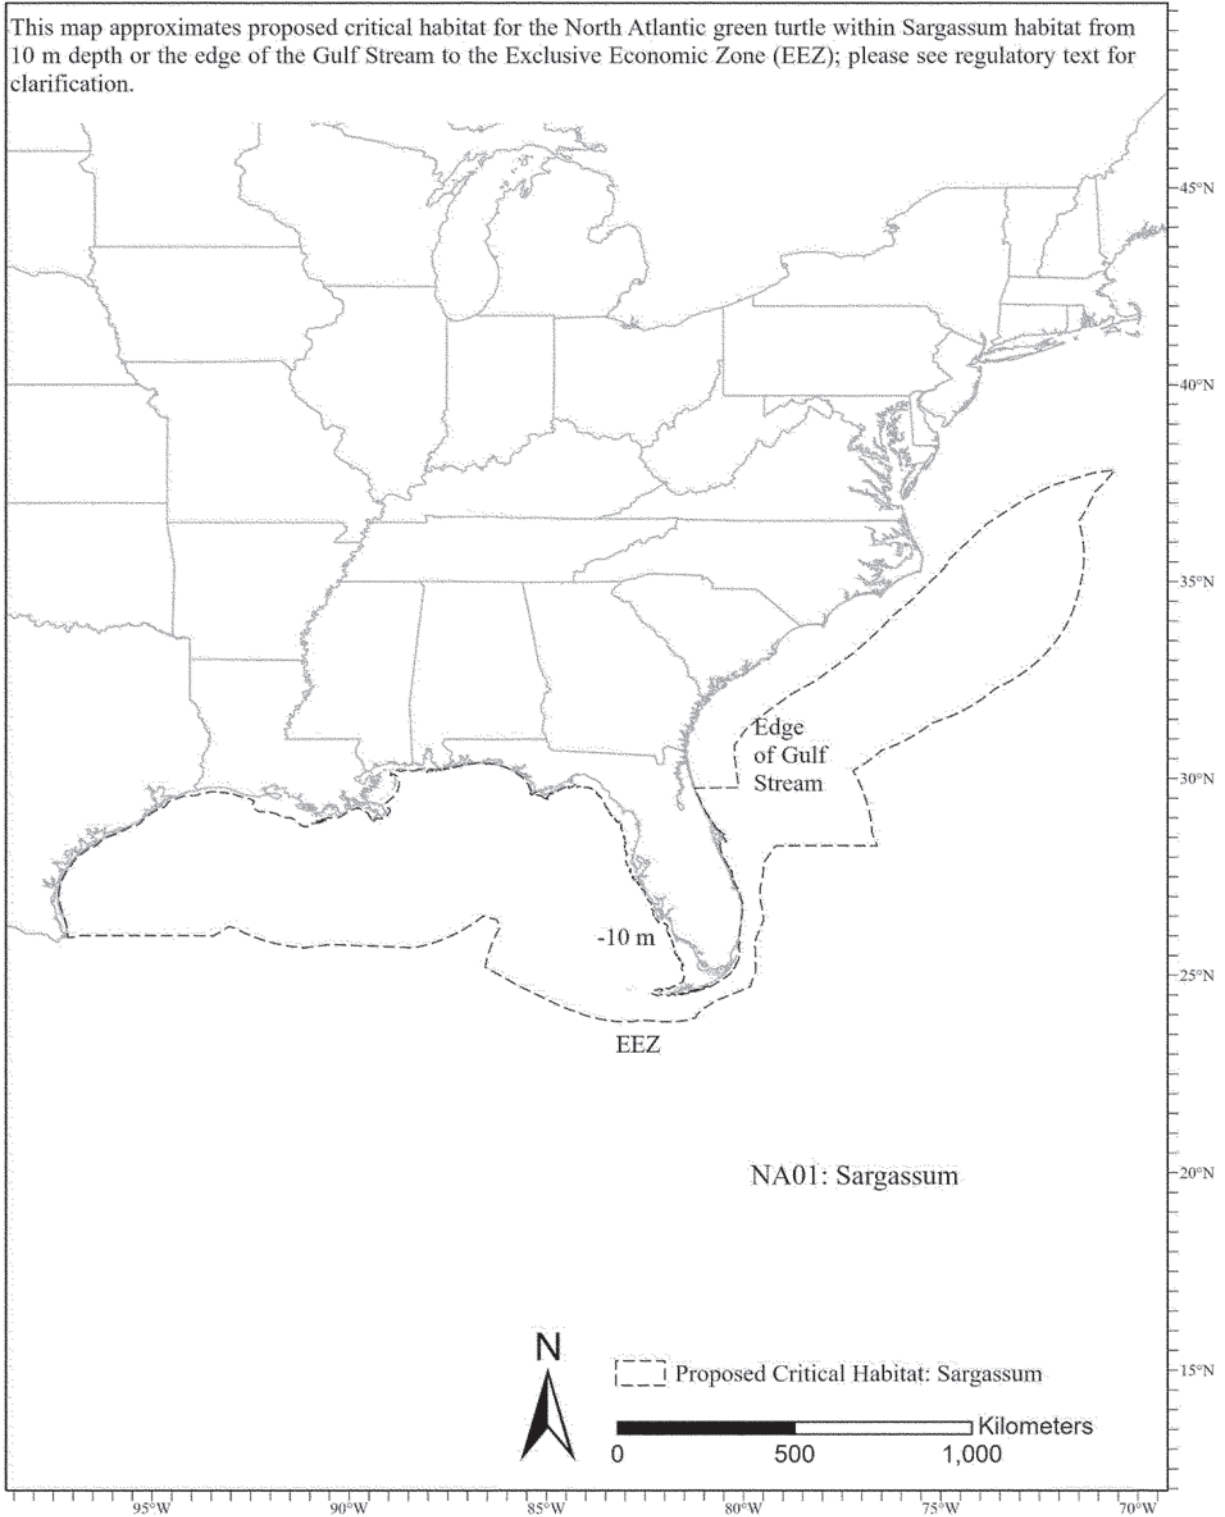 This map approximates proposed critical habitat for the North Atlantic green turtle within Sargassum habitat from
10 m depth or the edge of the Gulf Stream to the Exclusive Economic Zone (EEZ); please see regulatory text for
clarification.
45°N
40°N
35°N
Edge
of Gulf
Stream
30°N
-10 m
25°N
EEZ
NA01: Sargassum
20°N
N
Proposed Critical Habitat: Sargassum
15°N
Kilometers
0 500 1,000
95°W 90°W 85°W 80°W 75°W 70°W